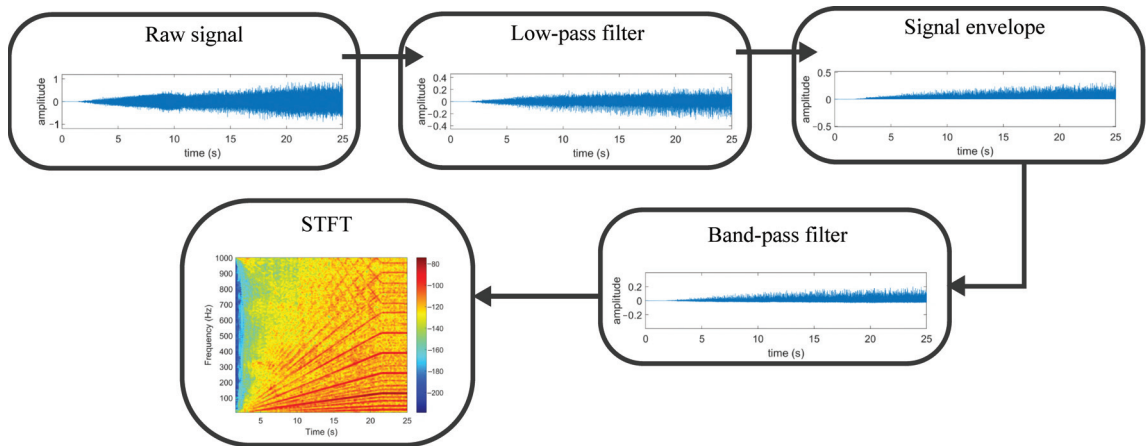 Raw signal
amplitude
1
0
−1
0 5 10 15 20 25
time (s)
Low-pass filter
amplitude
0.4
0.2
0
−0.2
−0.4
0 5 10 15 20 25
time (s)
Signal envelope
amplitude
0.5
0
−0.5
0 5 10 15 20 25
time (s)
STFT
Frequency (Hz)
1000
900
800
700
600
500
400
300
200
100
5 10 15 20 25
Time (s)
−80
−100
−120
−140
−160
−180
−200
Band-pass filter
amplitude
0.2
0
−0.2
0 5 10 15 20 25
time (s)